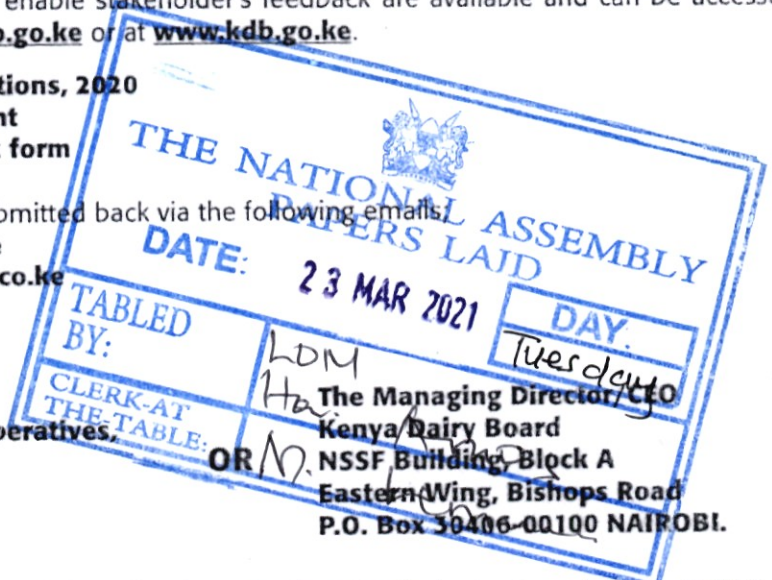 enable stakeholder's feedback are available and can be accesse
o.go.ke or at www.kdb.go.ke.
tions, 2020
nt
form
omitted back via the following emails;
co.ke
THE NATIONAL ASSEMBLY
PAPERS LAID
DATE: 23 MAR 2021
DAY.
Tuesday
TABLED
BY:
LDM
CLERK-AT
THE-TABLE:
peratives,
OR
The Managing Director/CEO
Kenya Dairy Board
NSSF Building, Block A
Eastern Wing, Bishops Road
P.O. Box 30406-00100 NAIROBI.